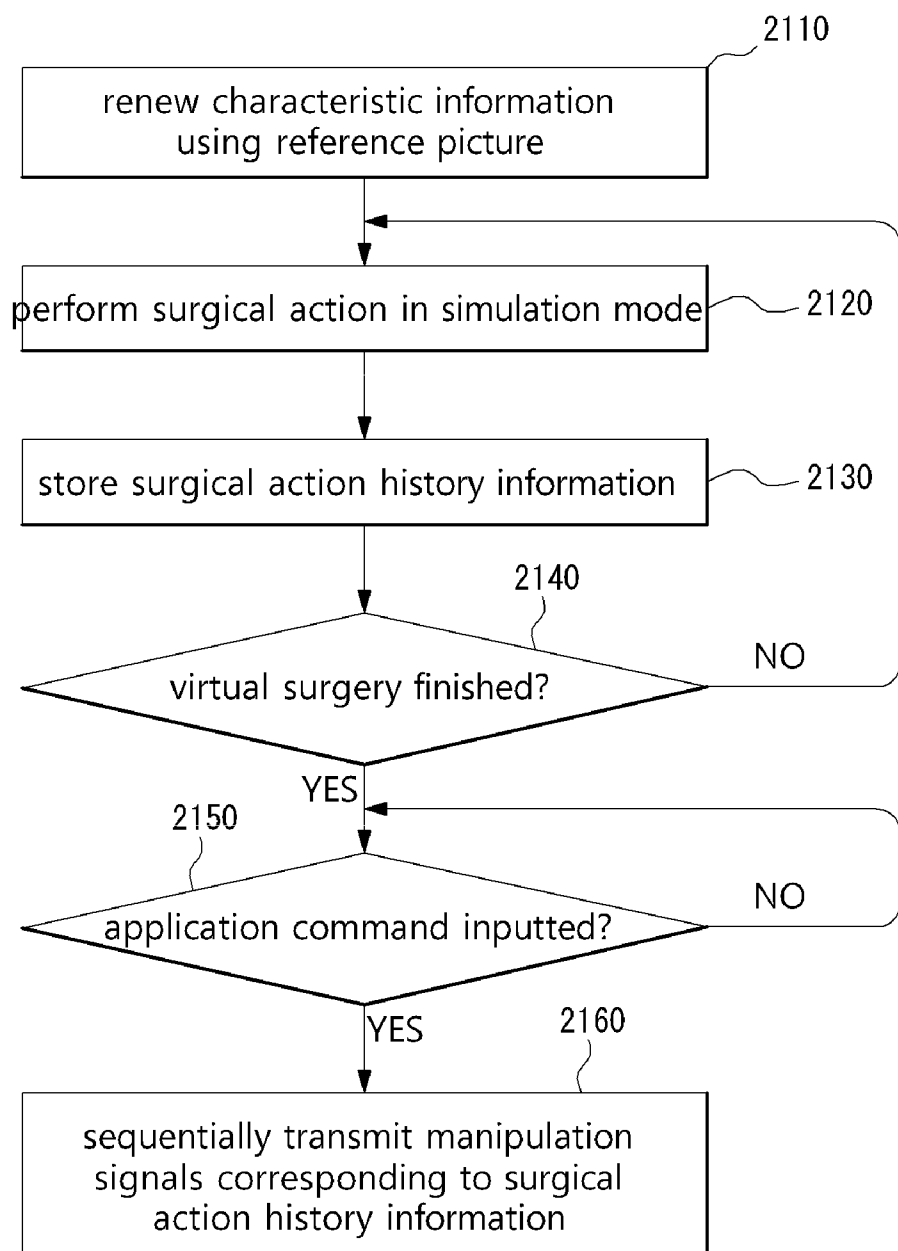 2110
renew characteristic information
using reference picture
perform surgical action in simulation mode
2120
store surgical action history information
2130
2140
virtual surgery finished?
NO
YES
2150
application command inputted?
NO
YES
2160
sequentially transmit manipulation
signals corresponding to surgical
action history information